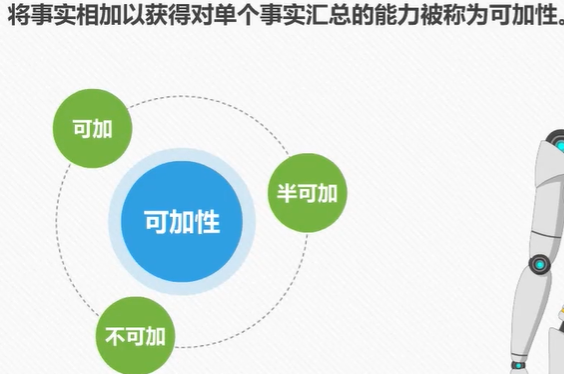 将事实相加以获得对单个事实汇总的能力被称为可加性。
可加
半可加
可加性
不可加